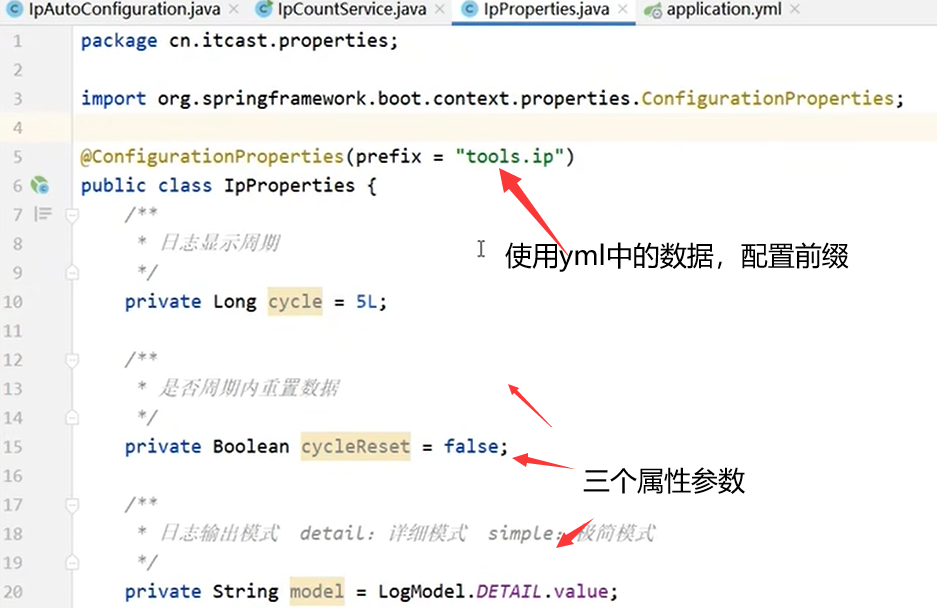 IpAutoConfiguration.java × IpCountService.java × IpProperties.java × application.yml ×
1 package cn.itcast.properties;
2
3 import org.springframework.boot.context.properties.ConfigurationProperties;
4
5 @ConfigurationProperties(prefix = "tools.ip")
6 public class IpProperties {
7 /**
8 * 日志显示周期
使用yml中的数据，配置前缀
9 */
10 private Long cycle = 5L;
11
12 /**
13 * 是否周期内重置数据
14 */
15 private Boolean cycleReset = false;
16
三个属性参数
17 /**
18 * 日志输出模式 detail：详细模式 simple：极简模式
19 */
20 private String model = LogModel.DETAIL.value;